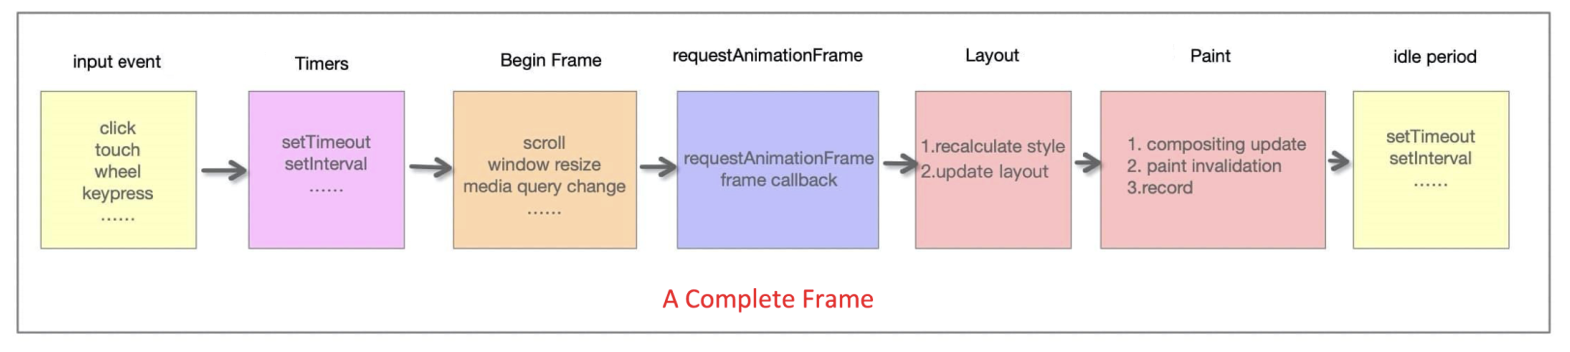 input event
click
touch
wheel
keypress
......
Timers
setTimeout
setInterval
......
Begin Frame
scroll
window resize
media query change
......
requestAnimationFrame
requestAnimationFrame
frame callback
Layout
1.recalculate style
2.update layout
Paint
1. compositing update
2. paint invalidation
3.record
idle period
setTimeout
setInterval
......
A Complete Frame